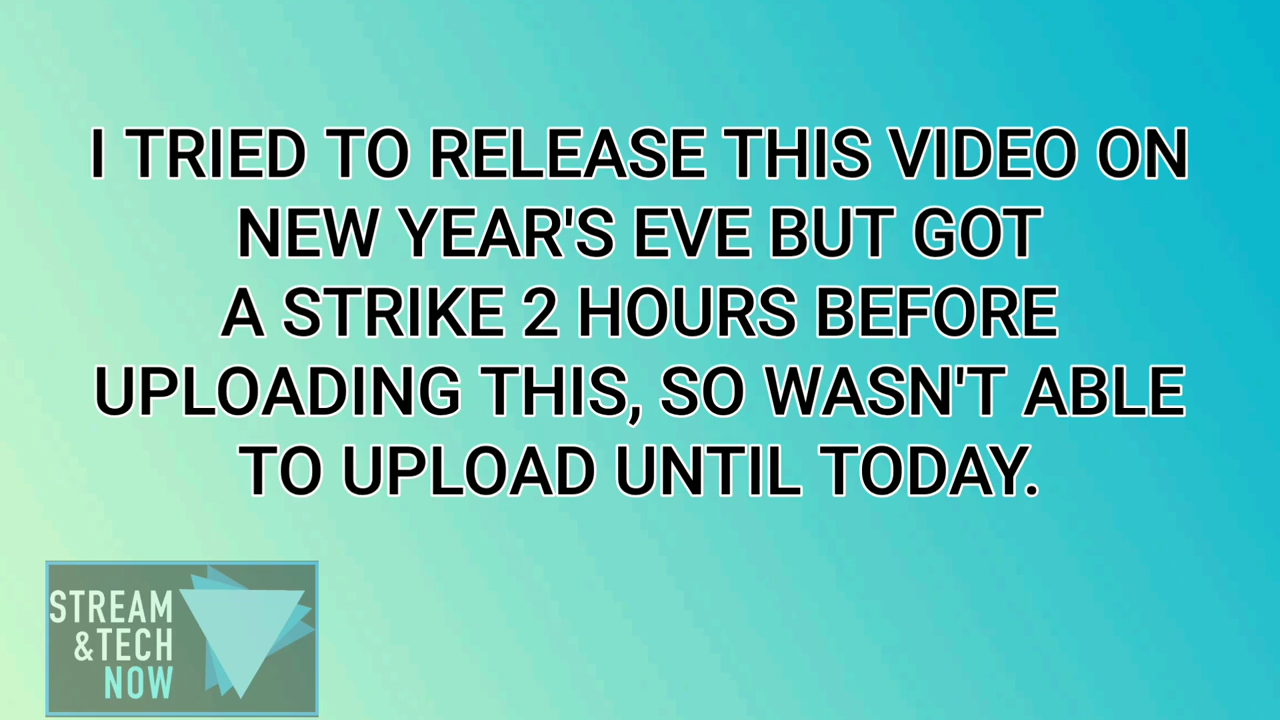 I TRIED TO RELEASE THIS VIDEO ON
NEW YEAR'S EVE BUT GOT
A STRIKE 2 HOURS BEFORE
UPLOADING THIS, SO WASN'T ABLE
TO UPLOAD UNTIL TODAY.
STREAM
&TECH
NOW